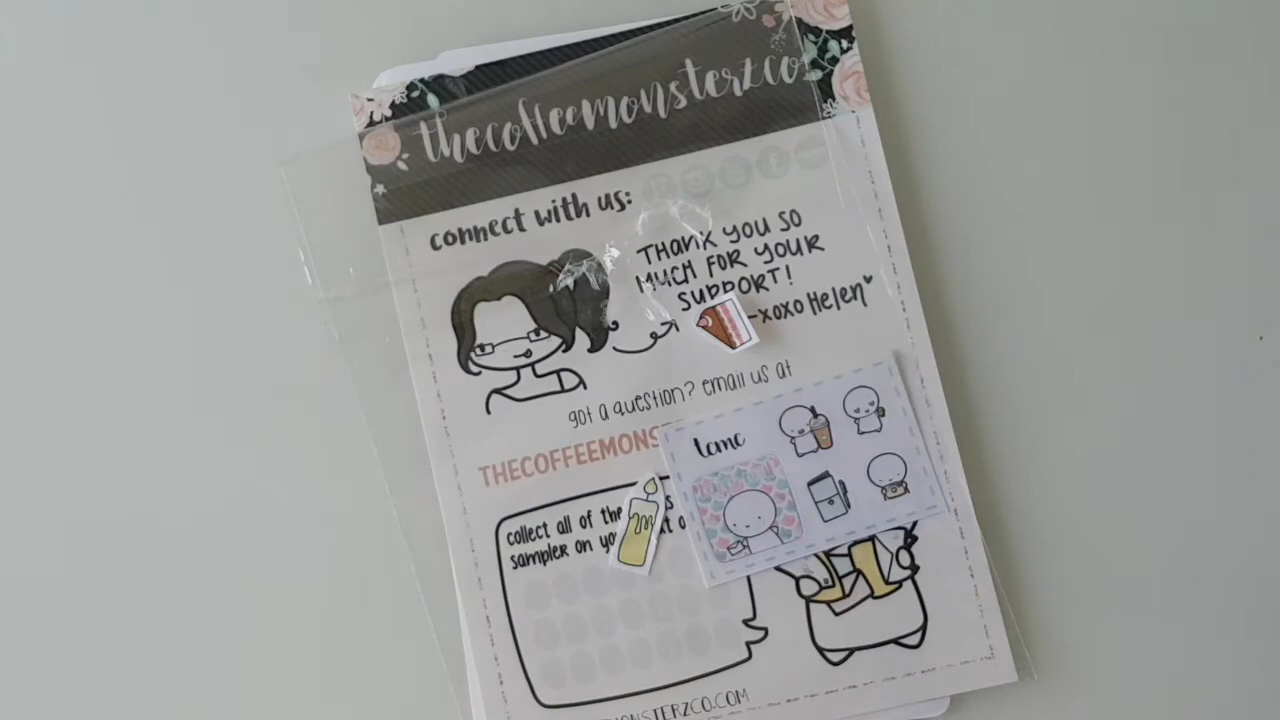 thecoffeemonsterzco
connect with us:
THANK YOU SO
MUCH FOR YOUR
SUPPORT!
-xoxo Helen
got a question? email us at
THECOFFEEMONS
tcmc
collect all of the
sampler on
MONSTERZCO.COM